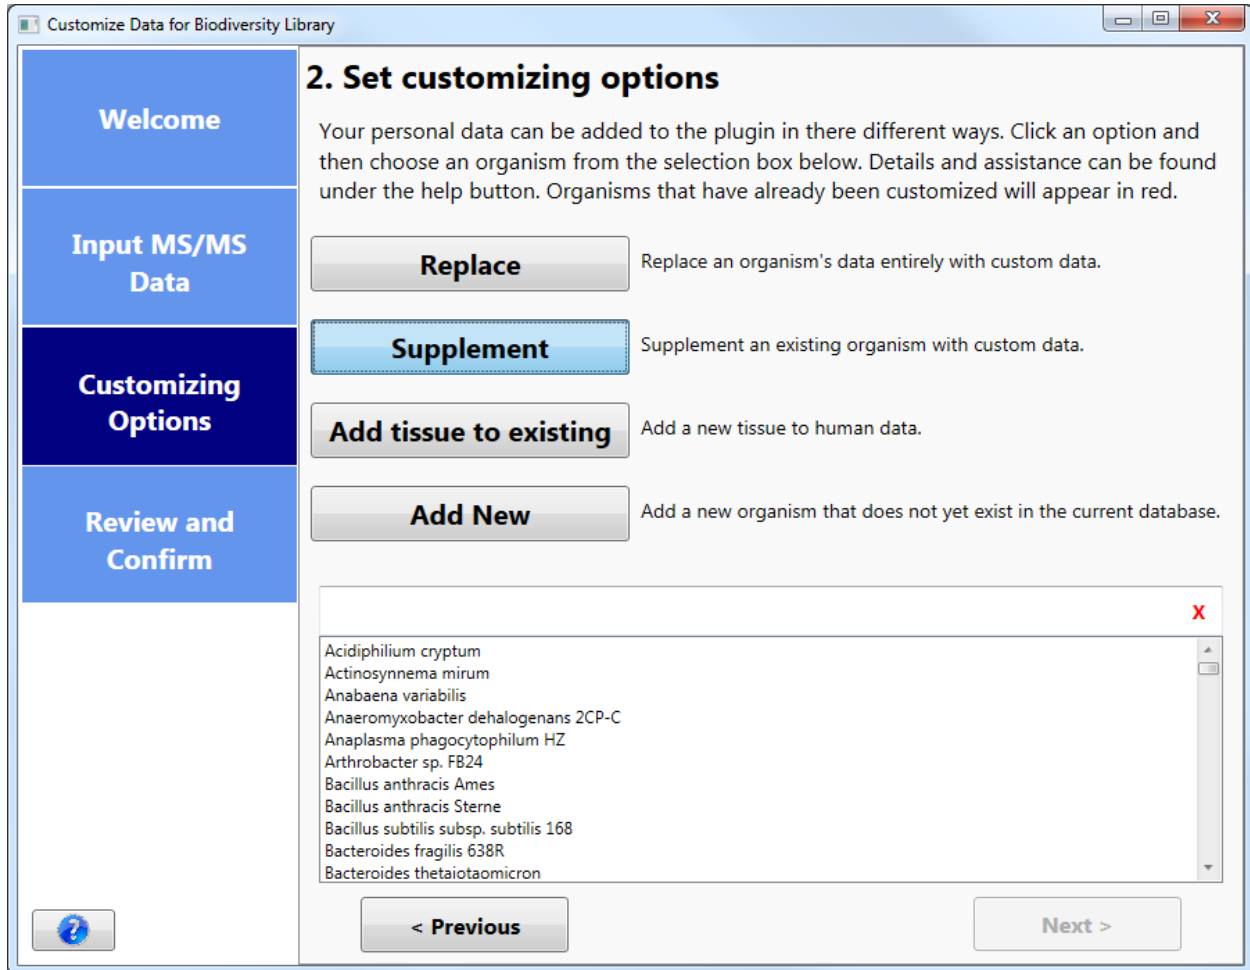 Customize Data for Biodiversity Library
X
Welcome
Input MS/MS
Data
Customizing
Options
Review and
Confirm
2. Set customizing options
Your personal data can be added to the plugin in there different ways. Click an option and
then choose an organism from the selection box below. Details and assistance can be found
under the help button. Organisms that have already been customized will appear in red.
Replace
Replace an organism's data entirely with custom data.
Supplement
Supplement an existing organism with custom data.
Add tissue to existing
Add a new tissue to human data.
Add New
Add a new organism that does not yet exist in the current database.
X
Acidiphilium cryptum
Actinosynnema mirum
Anabaena variabilis
Anaeromyxobacter dehalogenans 2CP-C
Anaplasma phagocytophilum HZ
Arthrobacter sp. FB24
Bacillus anthracis Ames
Bacillus anthracis Sterne
Bacillus subtilis subsp. subtilis 168
Bacteroides fragilis 638R
Bacteroides thetaiotaomicron
?
< Previous
Next >